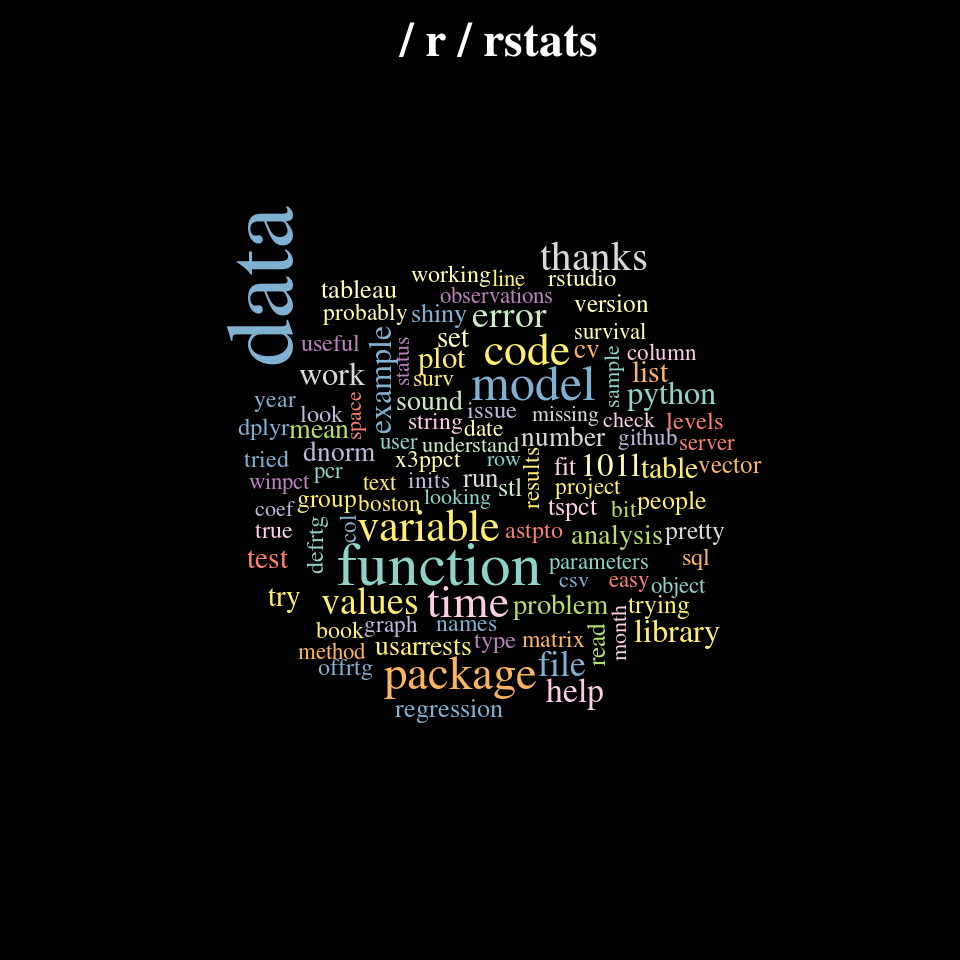 / r / rstats
data
thanks
working
line
rstudio
tableau
observations
version
probably
shiny
error
survival
useful
example
status
set
code
cv
sample
column
plot
work
surv
model
list
python
year
look
space
sound
issue
missing
check
levels
string
date
dplyr
mean
user
understand
number
github
server
dnorm
tried
x3ppct
row
results
fit
101l
table
vector
pcr
winpct
text
inits
run
stl
project
coef
group
boston
looking
tspct
bit
people
true
defrtg
col
variable
astpto
analysis
pretty
test
function
parameters
sql
csv
easy
object
try
values
time
problem
month
trying
book
graph
names
read
library
method
usarrests
type
matrix
offrtg
package
file
help
regression